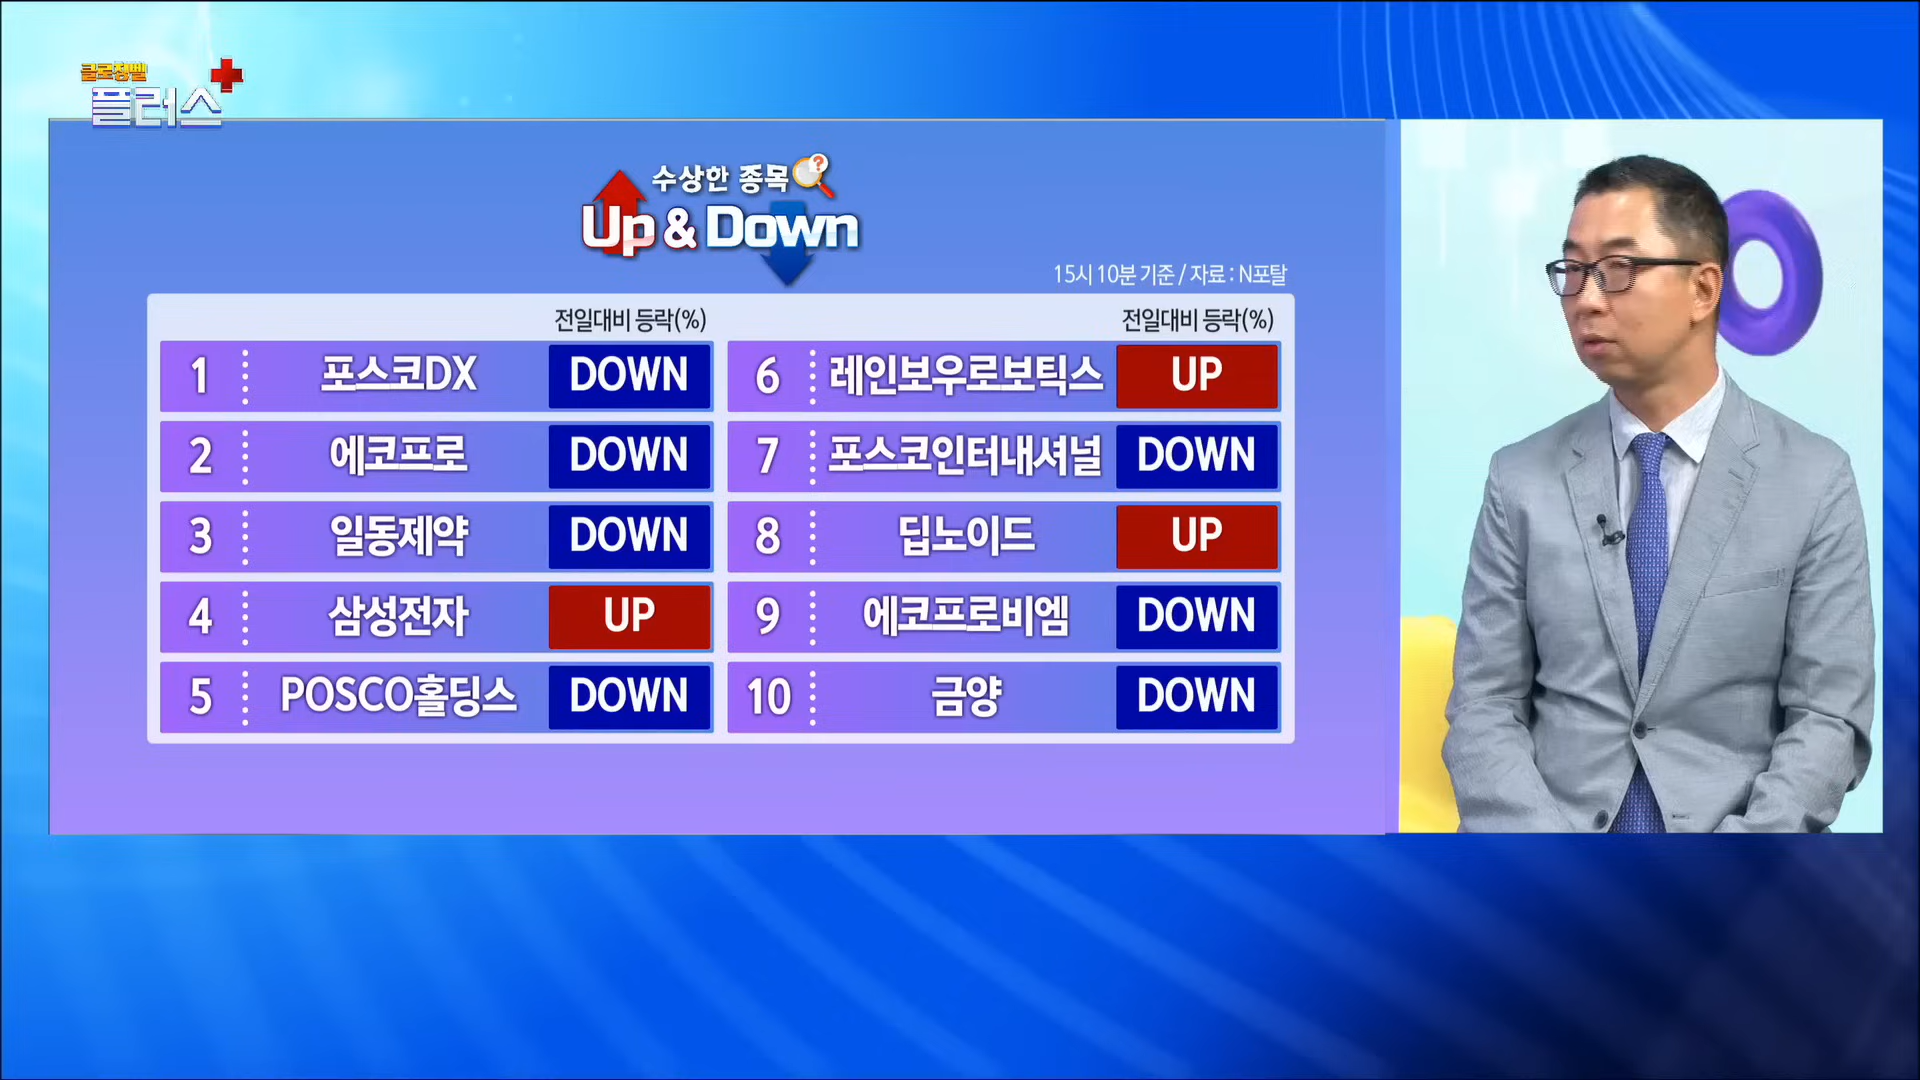 클로징벨
플러스
수상한 종목
?
Up & Down
15시 10분 기준 / 자료 : N포탈
전일대비 등락(%)
1 포스코DX DOWN
2 에코프로 DOWN
3 일동제약 DOWN
4 삼성전자 UP
5 POSCO홀딩스 DOWN
전일대비 등락(%)
6 레인보우로보틱스 UP
7 포스코인터내셔널 DOWN
8 딥노이드 UP
9 에코프로비엠 DOWN
10 금양 DOWN